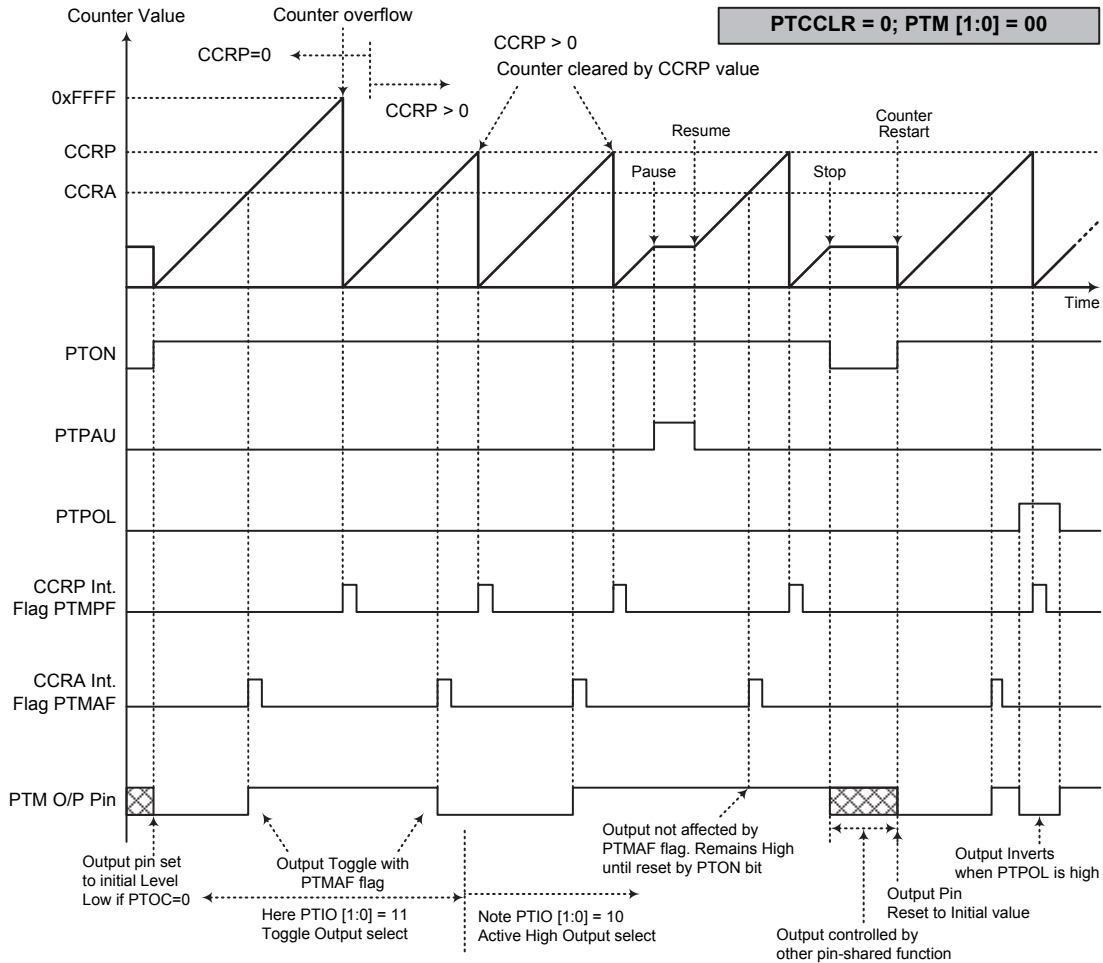 Counter Value
Counter overflow
PTCCLR = 0; PTM [1:0] = 00
CCRP=0
CCRP > 0
CCRP > 0
Counter cleared by CCRP value
0xFFFF
CCRP
CCRA
Pause
Resume
Stop
Counter
Restart
Time
PTON
PTPAU
PTPOL
CCRP Int.
Flag PTMPF
CCRA Int.
Flag PTMAF
PTM O/P Pin
Output pin set
to initial Level
Low if PTOC=0
Output Toggle with
PTMAF flag
Here PTIO [1:0] = 11
Toggle Output select
Note PTIO [1:0] = 10
Active High Output select
Output not affected by
PTMAF flag. Remains High
until reset by PTON bit
Output controlled by
other pin-shared function
Output Pin
Reset to Initial value
Output Inverts
when PTPOL is high